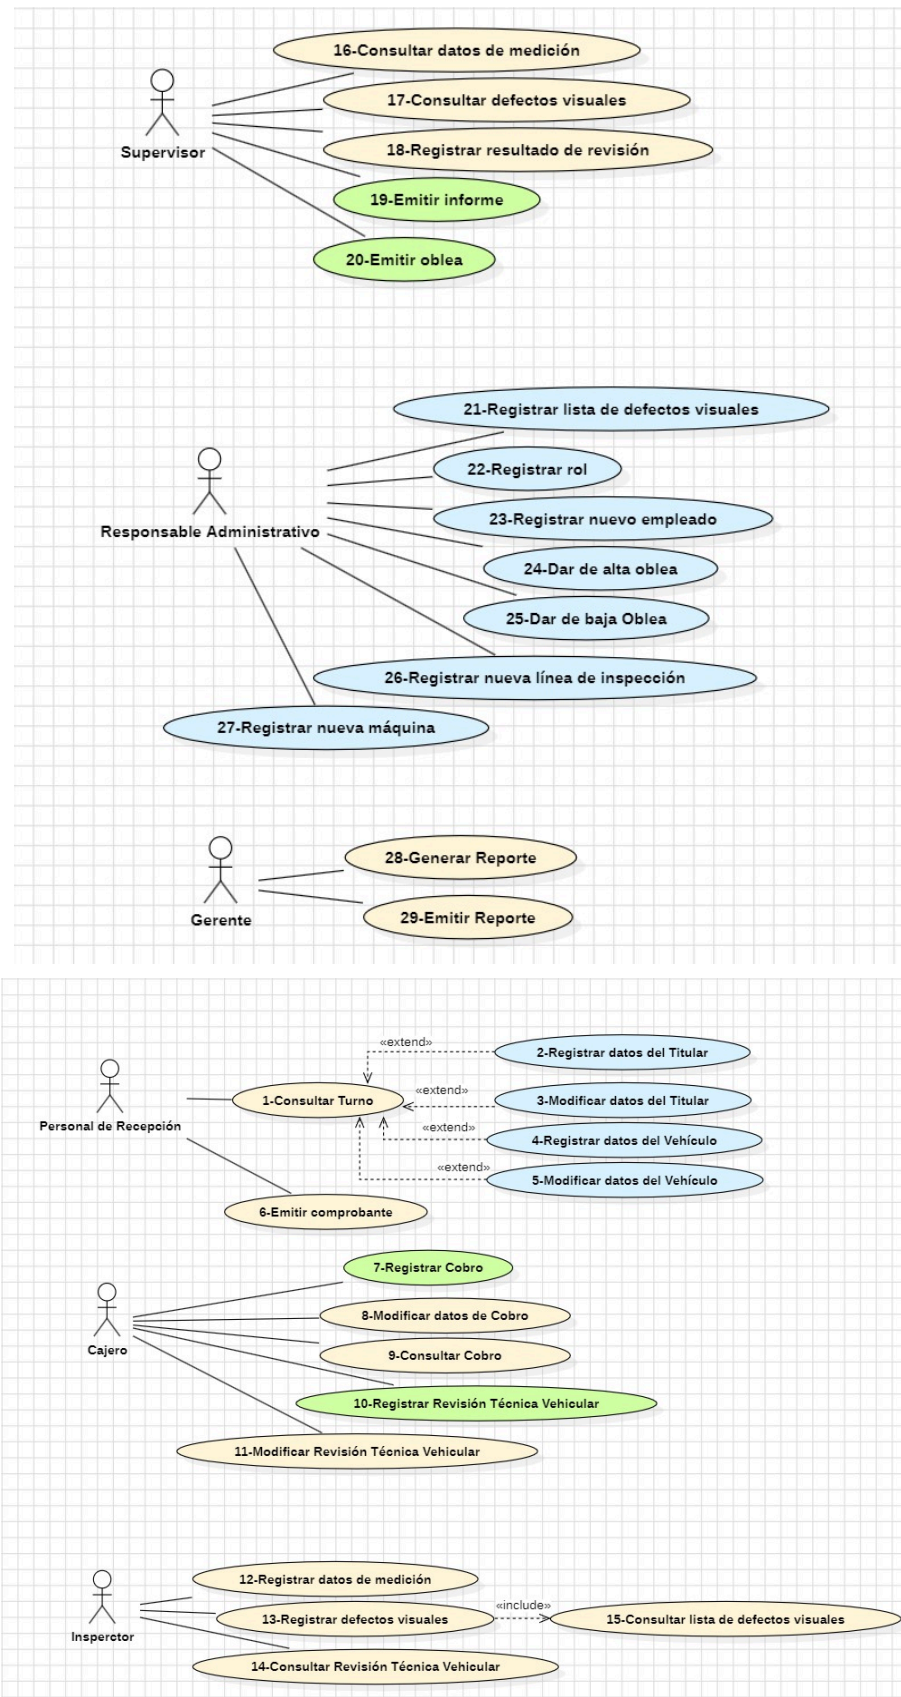 16-Consultar datos de medición
17-Consultar defectos visuales
Supervisor
18-Registrar resultado de revisión
19-Emitir informe
20-Emitir oblea
21-Registrar lista de defectos visuales
22-Registrar rol
Responsable Administrativo
23-Registrar nuevo empleado
24-Dar de alta oblea
25-Dar de baja Oblea
26-Registrar nueva línea de inspección
27-Registrar nueva máquina
28-Generar Reporte
Gerente
29-Emitir Reporte
«extend»
2-Registrar datos del Titular
«extend»
1-Consultar Turno
3-Modificar datos del Titular
Personal de Recepción
«extend»
4-Registrar datos del Vehículo
«extend»
5-Modificar datos del Vehículo
6-Emitir comprobante
7-Registrar Cobro
8-Modificar datos de Cobro
Cajero
9-Consultar Cobro
10-Registrar Revisión Técnica Vehicular
11-Modificar Revisión Técnica Vehicular
12-Registrar datos de medición
«include»
13-Registrar defectos visuales
15-Consultar lista de defectos visuales
Insperctor
14-Consultar Revisión Técnica Vehicular